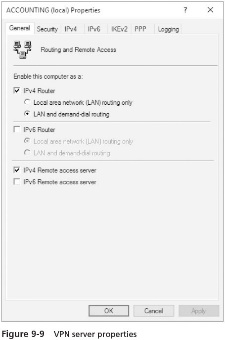 ACCOUNTING (local) Properties
?
×
General Security IPv4 IPv6 IKEv2 PPP Logging
Routing and Remote Access
Enable this computer as a:
IPv4 Router
Local area network (LAN) routing only
LAN and demand-dial routing
IPv6 Router
Local area network (LAN) routing only
LAN and demand-dial routing
IPv4 Remote access server
IPv6 Remote access server
OK Cancel Apply
Figure 9-9 VPN server properties